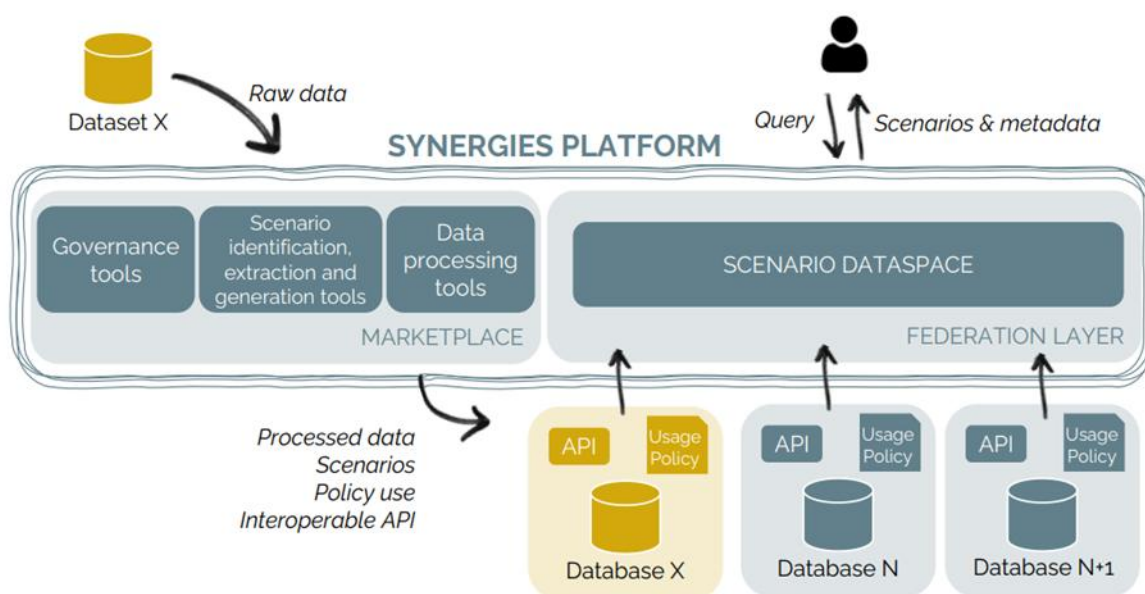 Dataset X
Raw data
Query
Scenarios & metadata
SYNERGIES PLATFORM
Governance
tools
Scenario
identification,
extraction and
generation tools
Data
processing
tools
MARKETPLACE
SCENARIO DATASPACE
FEDERATION LAYER
Processed data
Scenarios
Policy use
Interoperable API
API
Usage
Policy
Database X
API
Usage
Policy
Database N
API
Usage
Policy
Database N+1